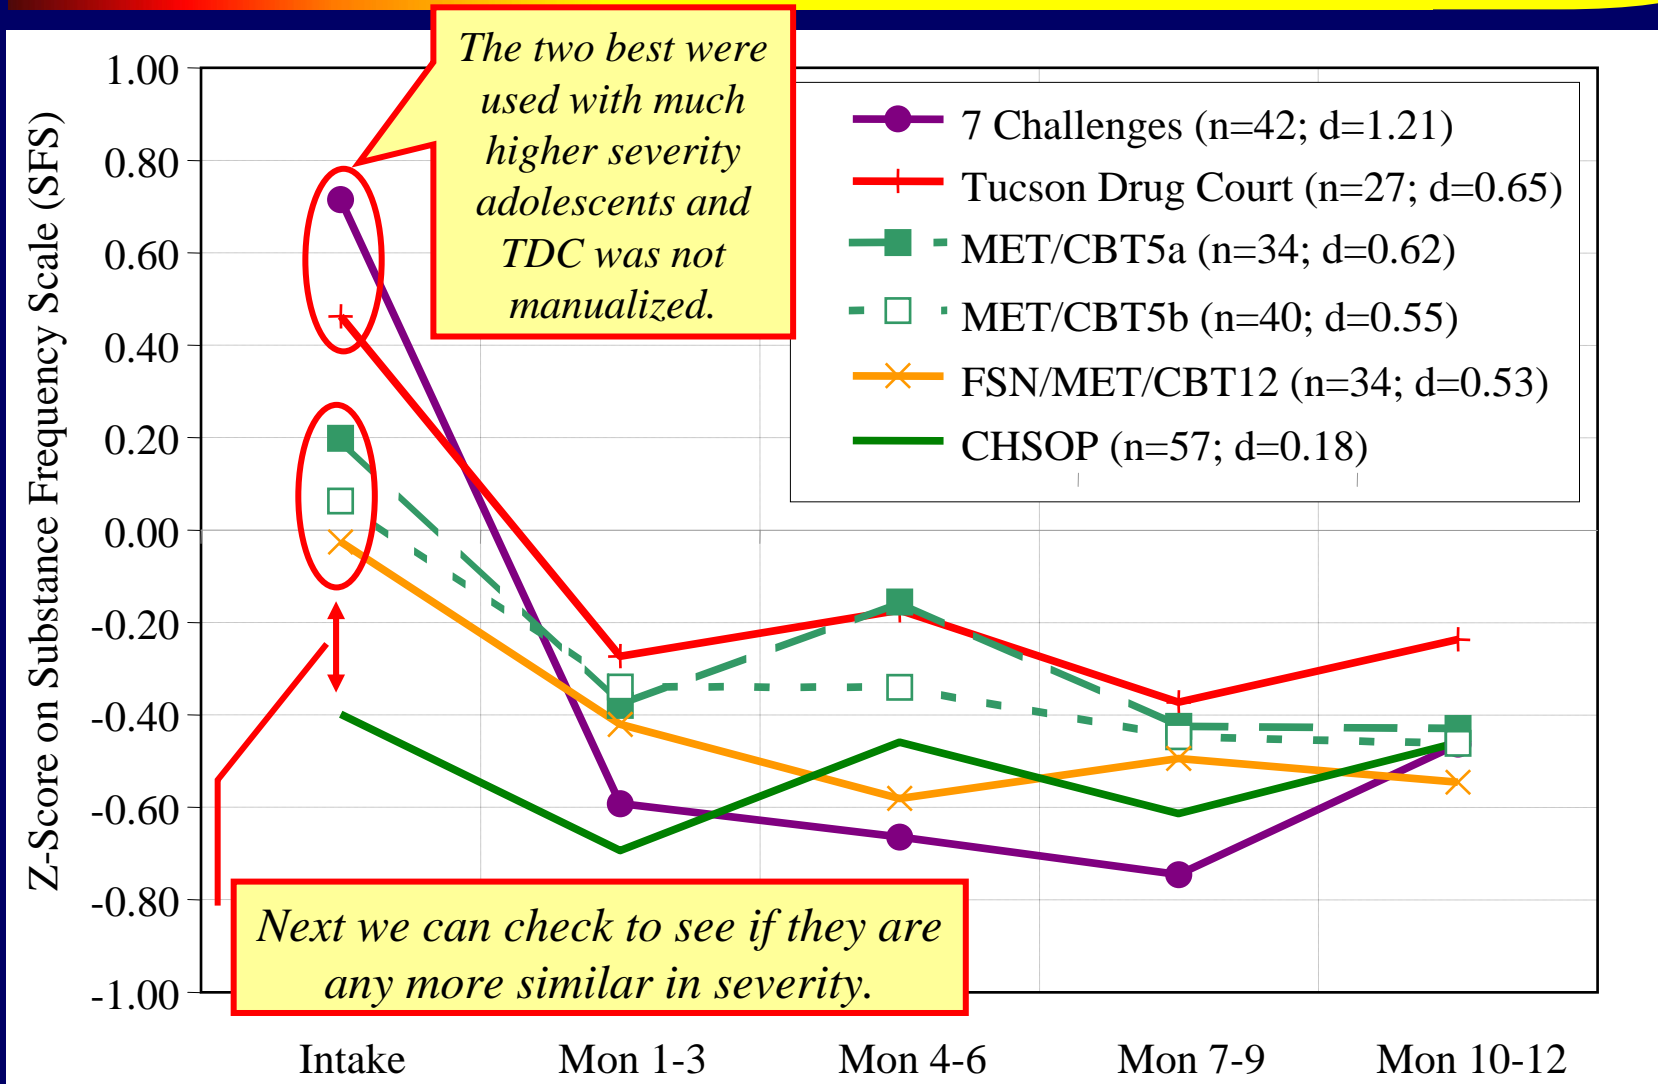 The two best were
used with much
higher severity
adolescents and
TDC was not
manualized.
7 Challenges (n=42; d=1.21)
Tucson Drug Court (n=27; d=0.65)
MET/CBT5a (n=34; d=0.62)
MET/CBT5b (n=40; d=0.55)
FSN/MET/CBT12 (n=34; d=0.53)
CHSOP (n=57; d=0.18)
Z-Score on Substance Frequency Scale (SFS)
1.00
0.80
0.60
0.40
0.20
0.00
-0.20
-0.40
-0.60
-0.80
-1.00
Next we can check to see if they are
any more similar in severity.
Intake Mon 1-3 Mon 4-6 Mon 7-9 Mon 10-12